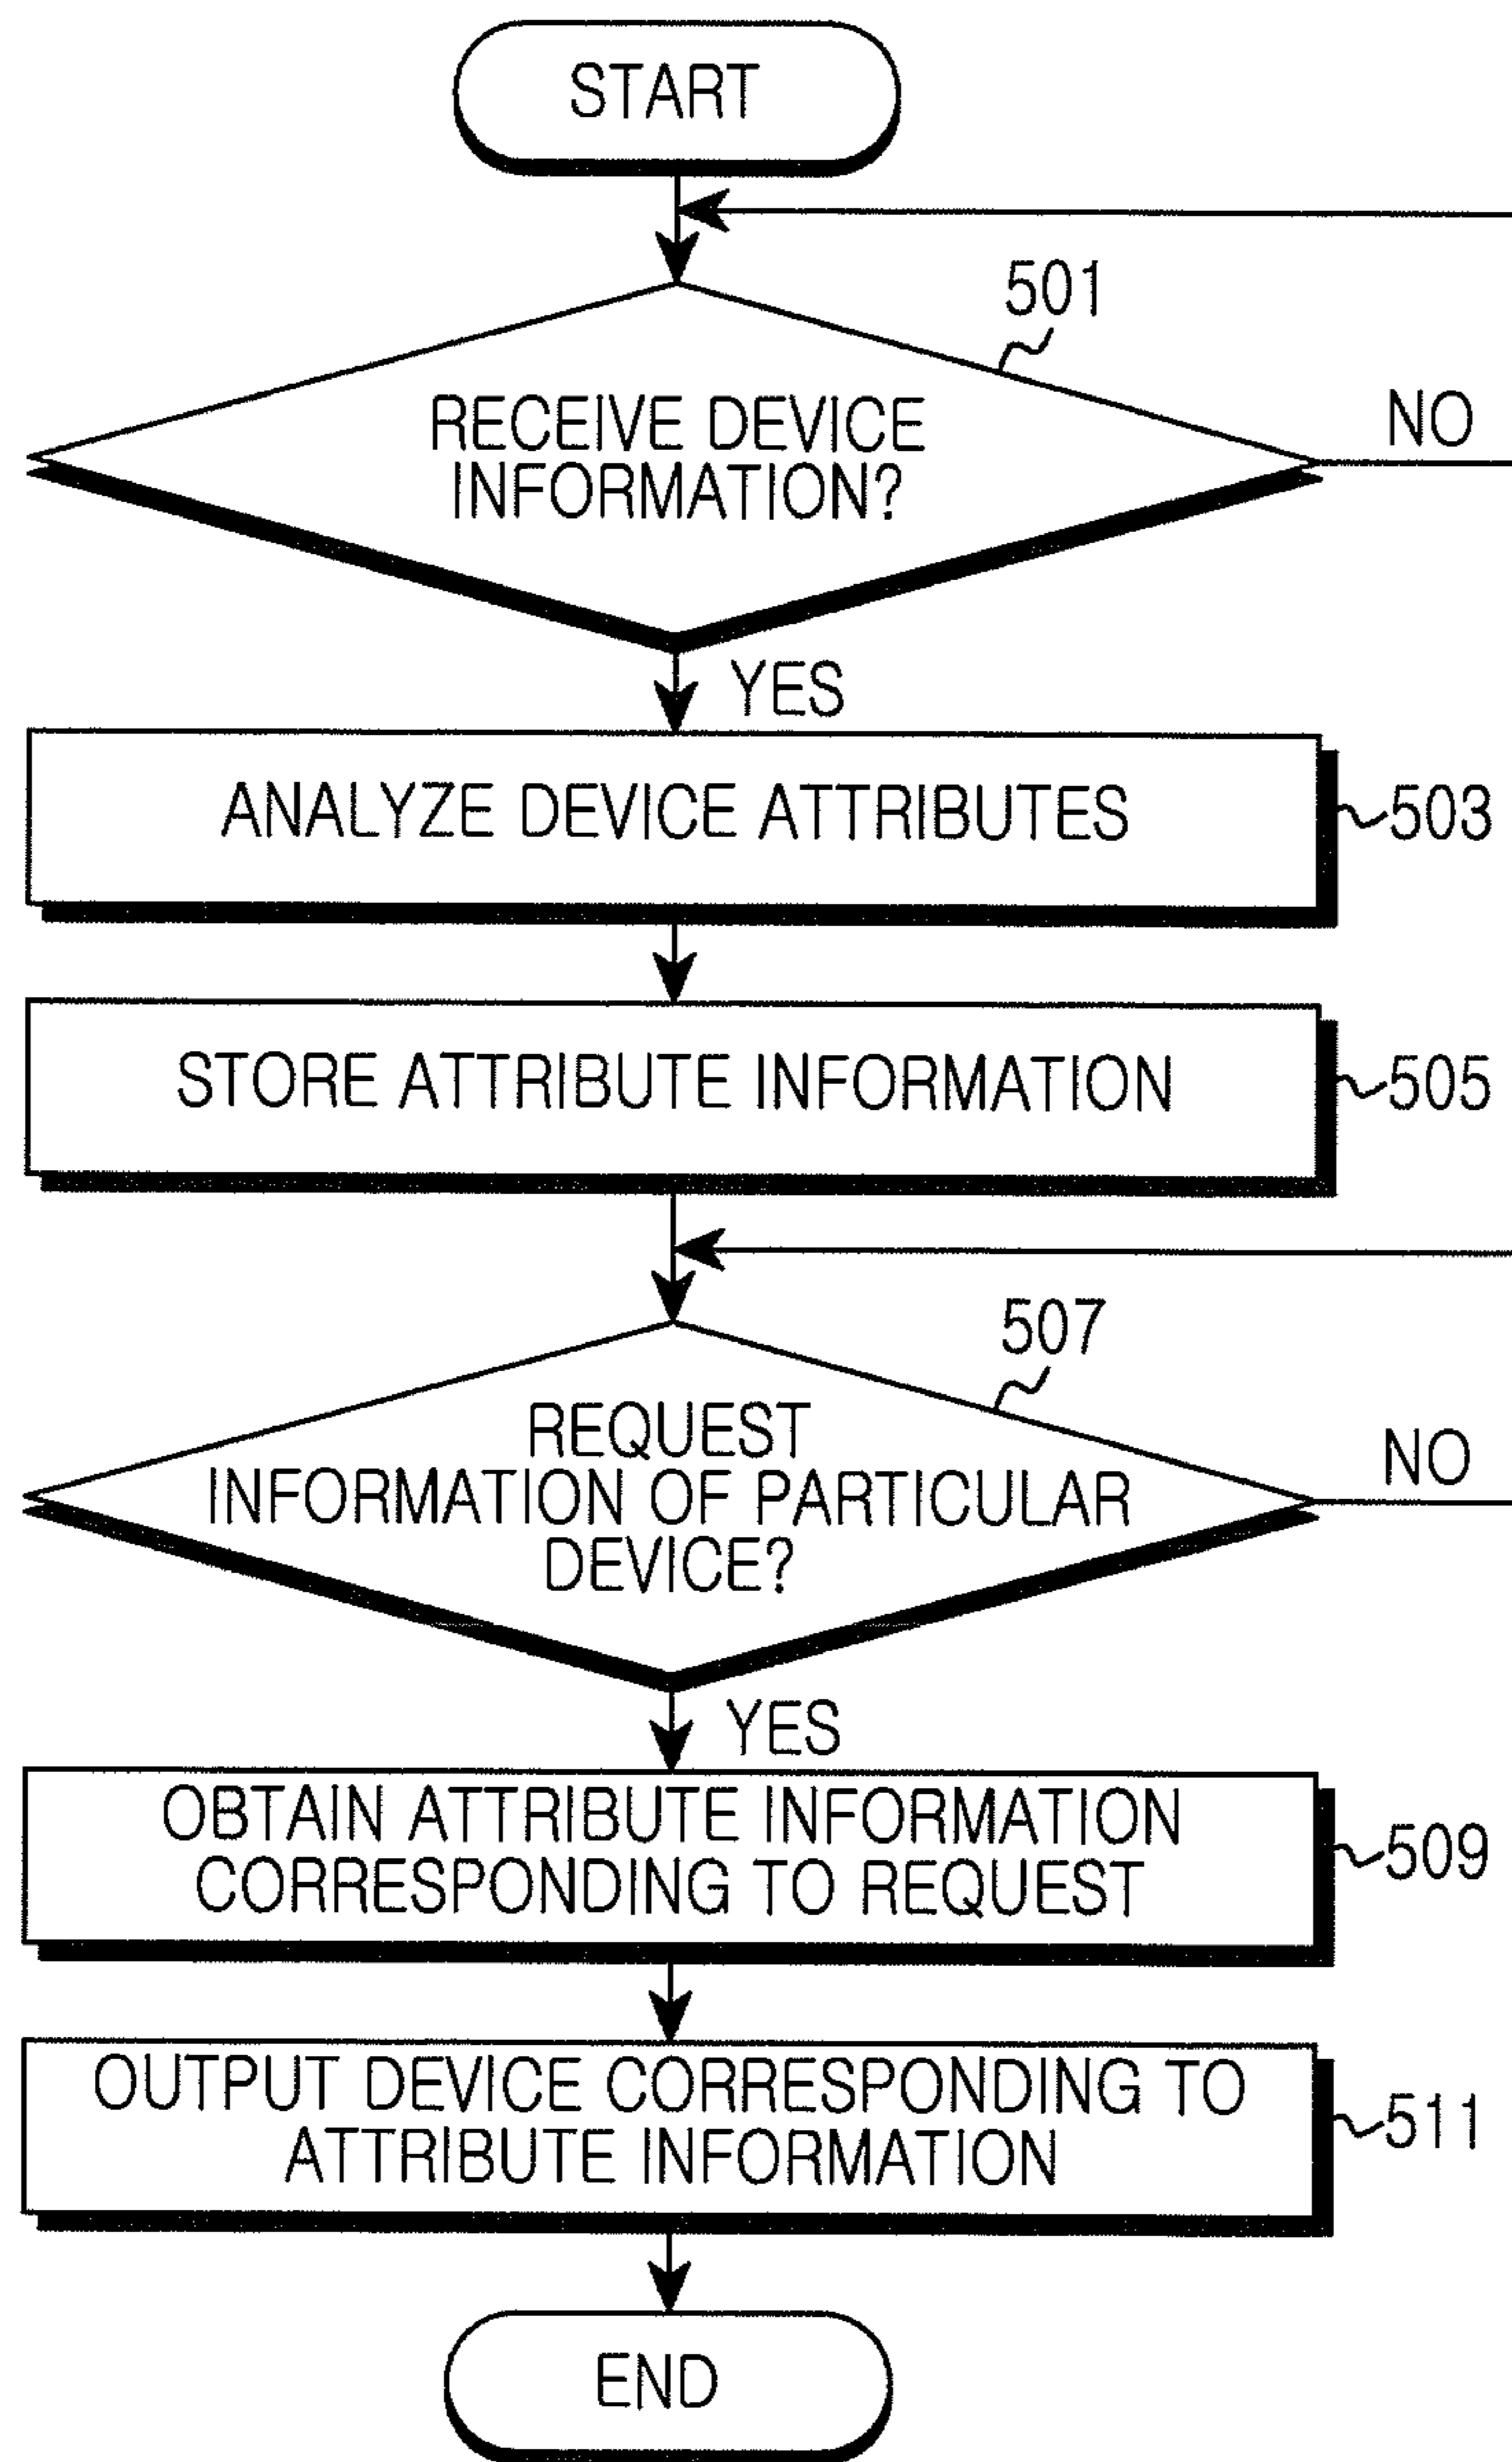 START
501
RECEIVE DEVICE
INFORMATION?
NO
YES
ANALYZE DEVICE ATTRIBUTES
503
STORE ATTRIBUTE INFORMATION
505
507
REQUEST
INFORMATION OF PARTICULAR
DEVICE?
NO
YES
OBTAIN ATTRIBUTE INFORMATION
CORRESPONDING TO REQUEST
509
OUTPUT DEVICE CORRESPONDING TO
ATTRIBUTE INFORMATION
511
END